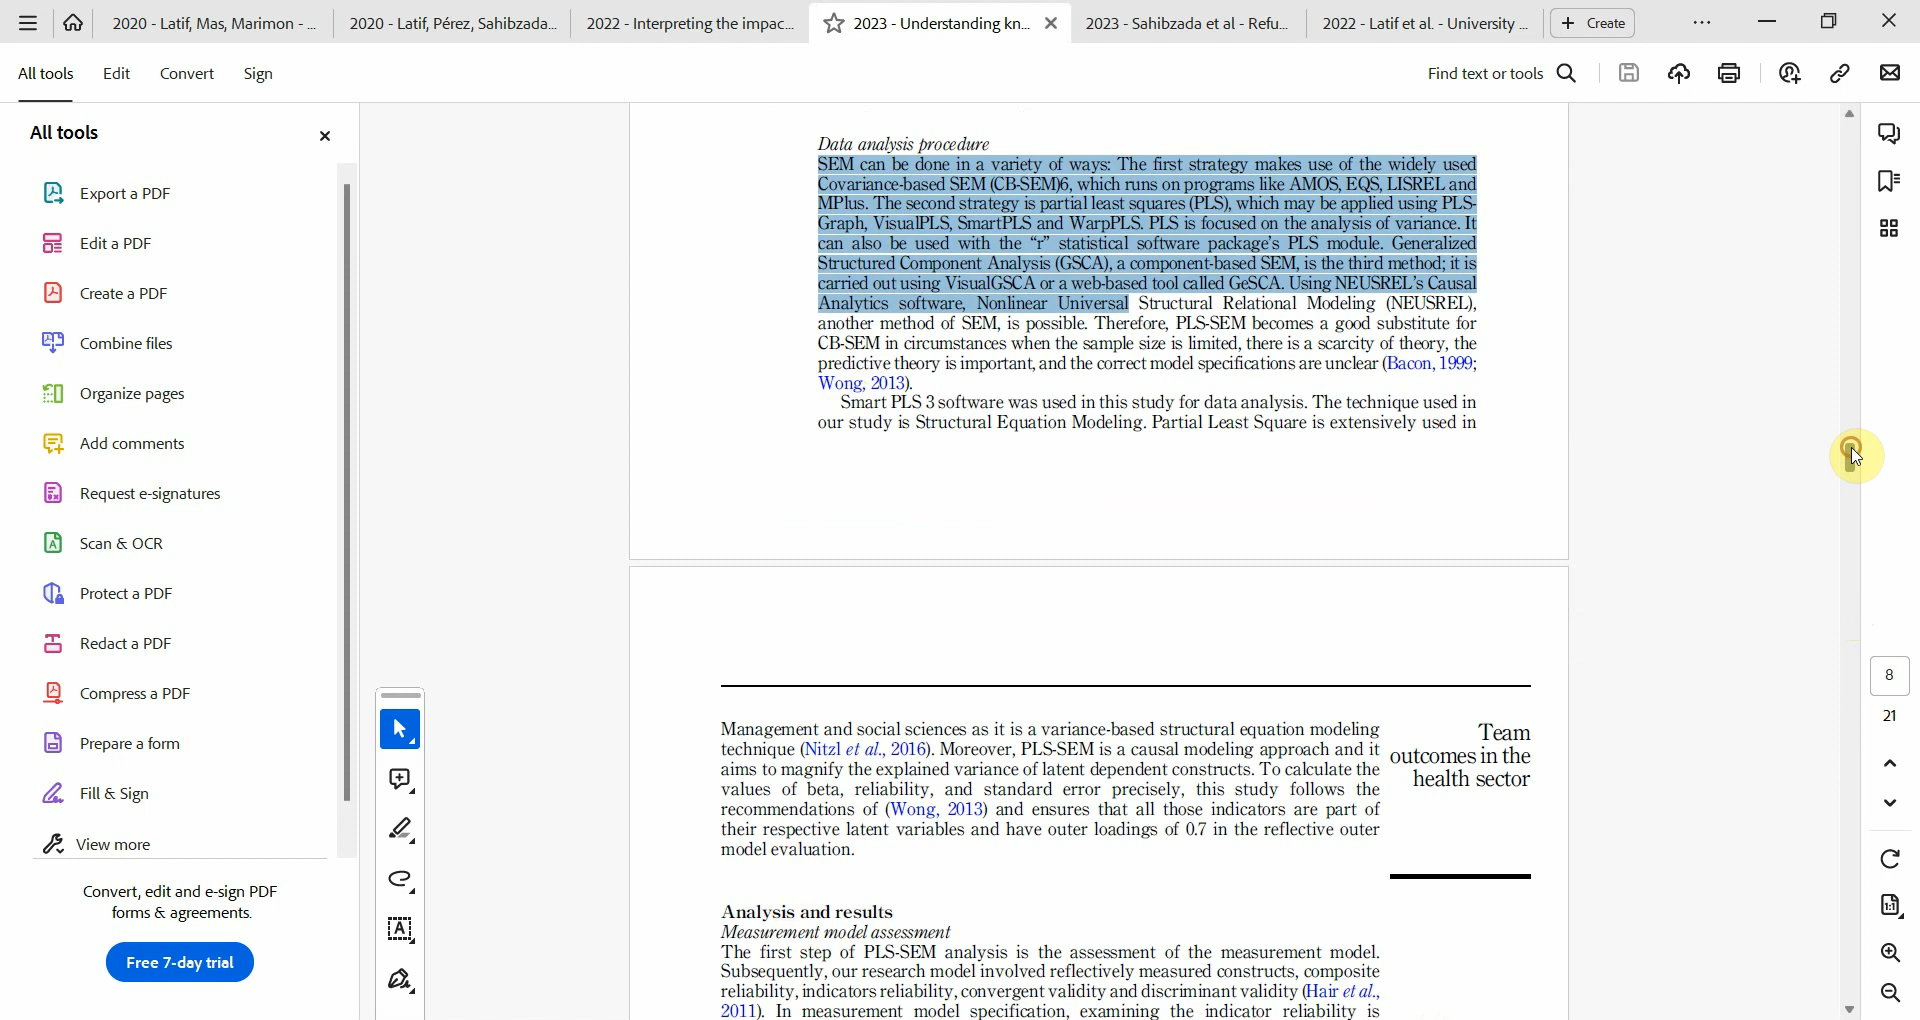 2020 - Latif, Mas, Marimon - ...
2020 - Latif, Pérez, Sahibzada...
2022 - Interpreting the impac...
2023 - Understanding kn...
2023 - Sahibzada et al - Refu...
2022 - Latif et al. - University ...
Create
All tools
Edit
Convert
Sign
Find text or tools
All tools
Export a PDF
Edit a PDF
Create a PDF
Combine files
Organize pages
Add comments
Request e-signatures
Scan & OCR
Protect a PDF
Redact a PDF
Compress a PDF
Prepare a form
Fill & Sign
View more
Convert, edit and e-sign PDF
forms & agreements.
Free 7-day trial
Data analysis procedure
SEM can be done in a variety of ways: The first strategy makes use of the widely used
Covariance-based SEM (CB-SEM)6, which runs on programs like AMOS, EQS, LISREL and
MPlus. The second strategy is partial least squares (PLS), which may be applied using PLS-
Graph, VisualPLS, SmartPLS and WarpPLS. PLS is focused on the analysis of variance. It
can also be used with the “r” statistical software package’s PLS module. Generalized
Structured Component Analysis (GSCA), a component-based SEM, is the third method; it is
carried out using VisualGSCA or a web-based tool called GeSCA. Using NEUSREL’s Causal
Analytics software, Nonlinear Universal Structural Relational Modeling (NEUSREL),
another method of SEM, is possible. Therefore, PLS-SEM becomes a good substitute for
CB-SEM in circumstances when the sample size is limited, there is a scarcity of theory, the
predictive theory is important, and the correct model specifications are unclear (Bacon, 1999;
Wong, 2013).
Smart PLS 3 software was used in this study for data analysis. The technique used in
our study is Structural Equation Modeling. Partial Least Square is extensively used in
Management and social sciences as it is a variance-based structural equation modeling
technique (Nitzl et al., 2016). Moreover, PLS-SEM is a causal modeling approach and it
aims to magnify the explained variance of latent dependent constructs. To calculate the
values of beta, reliability, and standard error precisely, this study follows the
recommendations of (Wong, 2013) and ensures that all those indicators are part of
their respective latent variables and have outer loadings of 0.7 in the reflective outer
model evaluation.
Team
outcomes in the
health sector
Analysis and results
Measurement model assessment
The first step of PLS-SEM analysis is the assessment of the measurement model.
Subsequently, our research model involved reflectively measured constructs, composite
reliability, indicators reliability, convergent validity and discriminant validity (Hair et al.,
2011). In measurement model specification, examining the indicator reliability is
8
21